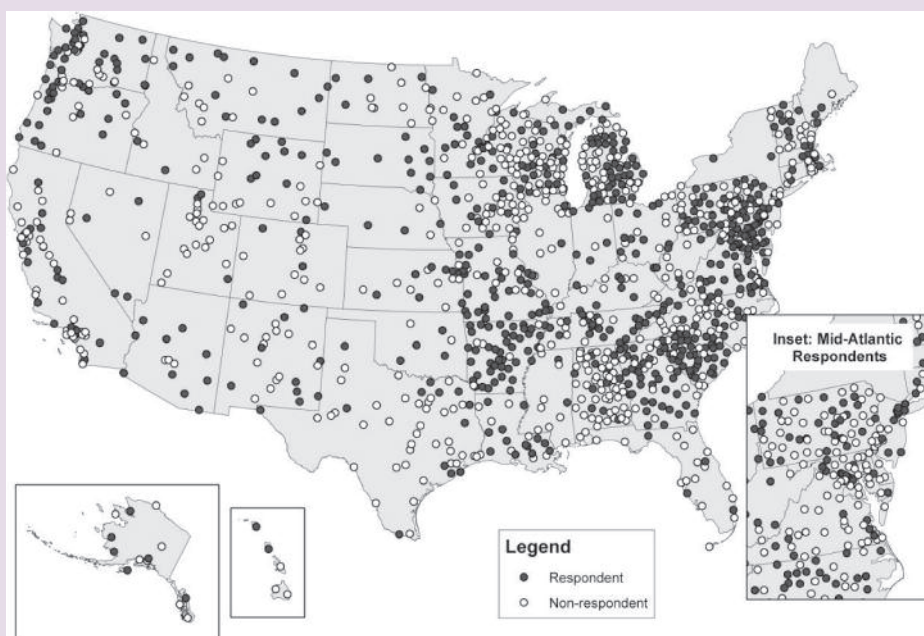 Inset: Mid-Atlantic
Respondents
Legend
Respondent
Non-respondent